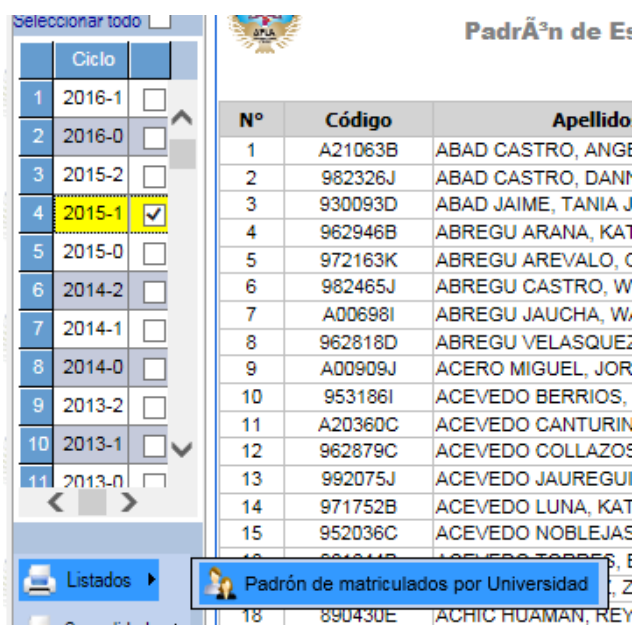 Seleccionar todo
Ciclo
1 2016-1
2 2016-0
3 2015-2
4 2015-1
5 2015-0
6 2014-2
7 2014-1
8 2014-0
9 2013-2
10 2013-1
11 2013-0
Listados
APLA
PadrÃ³n de Es
N° Código Apellido
1 A21063B ABAD CASTRO, ANGE
2 982326J ABAD CASTRO, DANN
3 930093D ABAD JAIME, TANIA J
4 962946B ABREGU ARANA, KAT
5 972163K ABREGU AREVALO, C
6 982465J ABREGU CASTRO, W
7 A00698I ABREGU JAUCHA, WA
8 962818D ABREGU VELASQUEZ
9 A00909J ACERO MIGUEL, JOR
10 953186I ACEVEDO BERRIOS,
11 A20360C ACEVEDO CANTURIN
12 962879C ACEVEDO COLLAZOS
13 992075J ACEVEDO JAUREGUI
14 971752B ACEVEDO LUNA, KAT
15 952036C ACEVEDO NOBLEJAS
Padrón de matriculados por Universidad
18 890430E ACHIC HUAMAN, REY